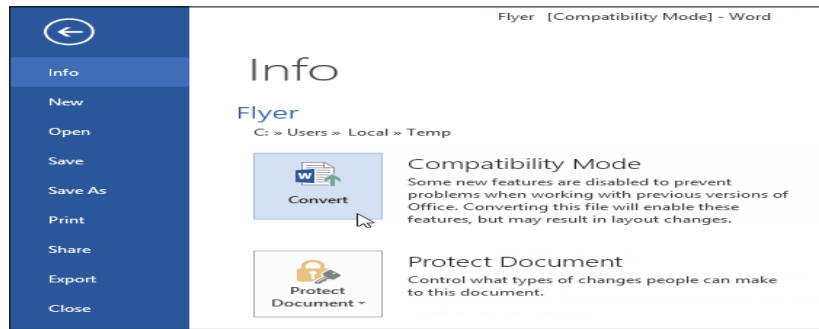 Flyer [Compatibility Mode] - Word
Info
New
Open
Save
Save As
Print
Share
Export
Close
Info
Flyer
C: » Users » Local » Temp
Convert
Compatibility Mode
Some new features are disabled to prevent
problems when working with previous versions of
Office. Converting this file will enable these
features, but may result in layout changes.
Protect
Document
Protect Document
Control what types of changes people can make
to this document.